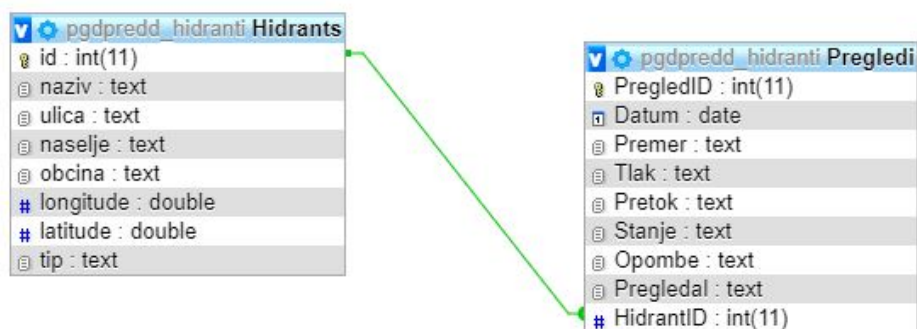 v pgdpredd_hidranti Hidrants
id : int(11)
naziv : text
ulica : text
naselje : text
obcina : text
# longitude : double
# latitude : double
tip : text
v pgdpredd_hidranti Pregledi
PregledID : int(11)
Datum : date
Premer : text
Tlak : text
Pretok : text
Stanje : text
Opombe : text
Pregledal : text
# HidrantID : int(11)